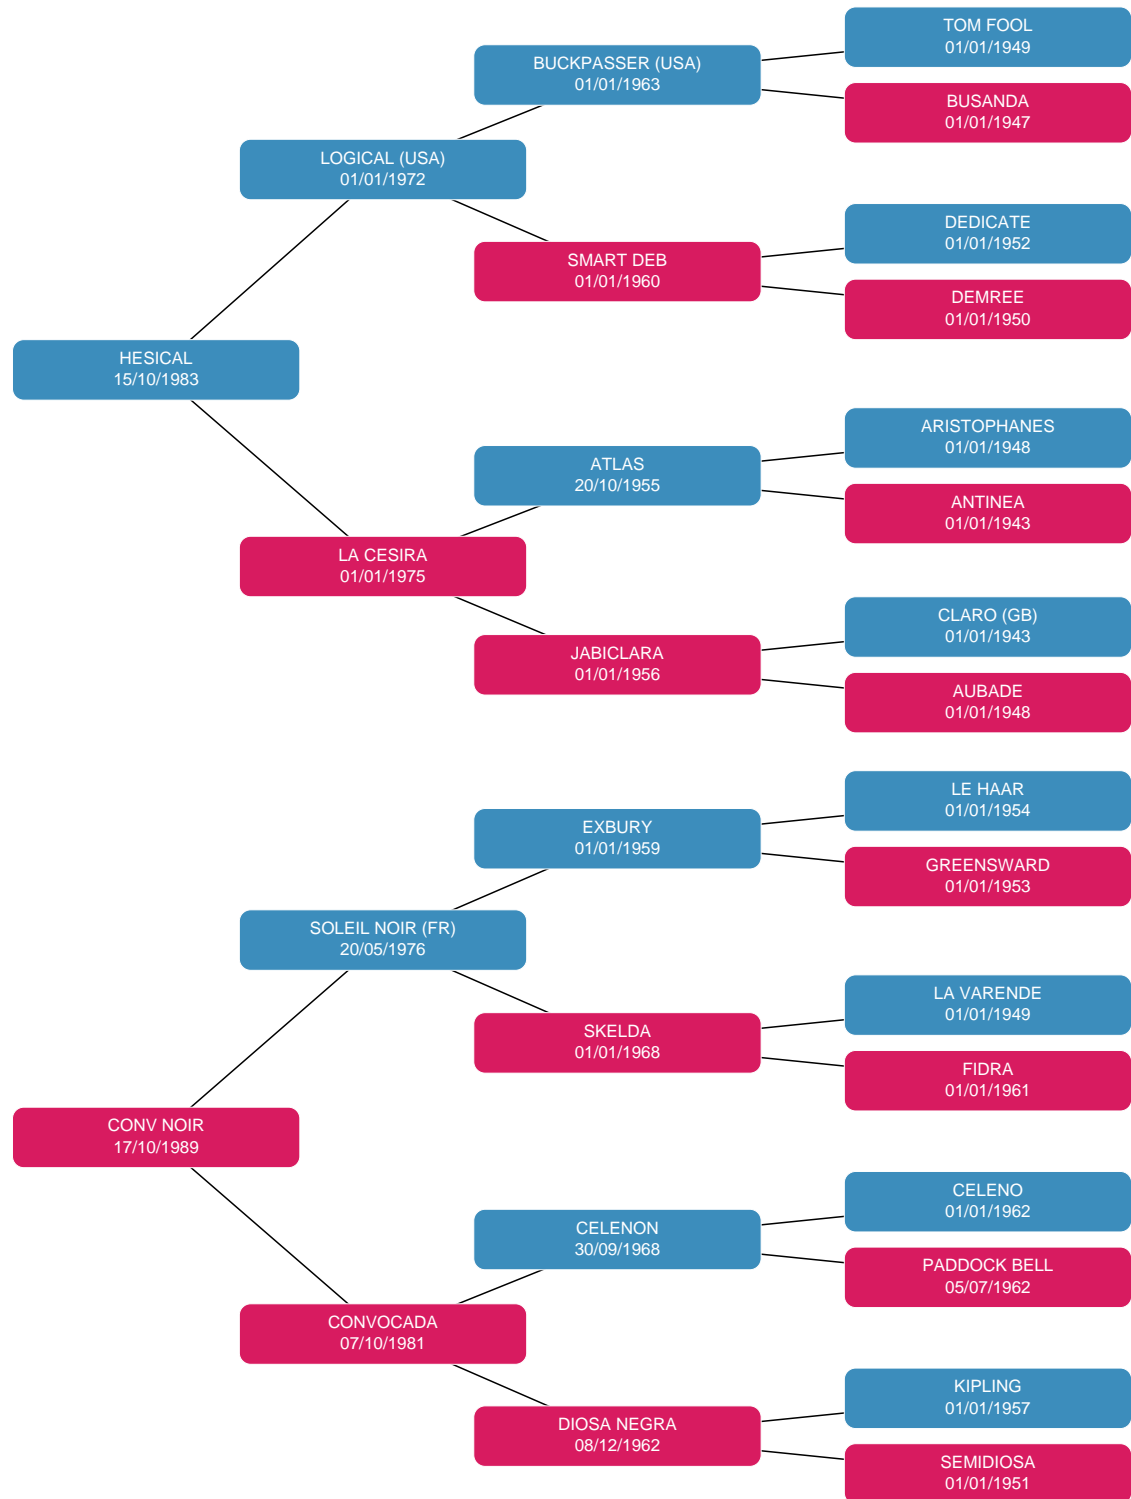 TOM FOOL
01/01/1949
BUCKPASSER (USA)
01/01/1963
BUSANDA
01/01/1947
LOGICAL (USA)
01/01/1972
DEDICATE
01/01/1952
SMART DEB
01/01/1960
DEMREE
01/01/1950
HESICAL
15/10/1983
ARISTOPHANES
01/01/1948
ATLAS
20/10/1955
ANTINEA
01/01/1943
LA CESIRA
01/01/1975
CLARO (GB)
01/01/1943
JABICLARA
01/01/1956
AUBADE
01/01/1948
LE HAAR
01/01/1954
EXBURY
01/01/1959
GREENSWARD
01/01/1953
SOLEIL NOIR (FR)
20/05/1976
LA VARENDE
01/01/1949
SKELDA
01/01/1968
FIDRA
01/01/1961
CONV NOIR
17/10/1989
CELENO
01/01/1962
CELENON
30/09/1968
PADDOCK BELL
05/07/1962
CONVOCADA
07/10/1981
KIPLING
01/01/1957
DIOSA NEGRA
08/12/1962
SEMIDIOSA
01/01/1951